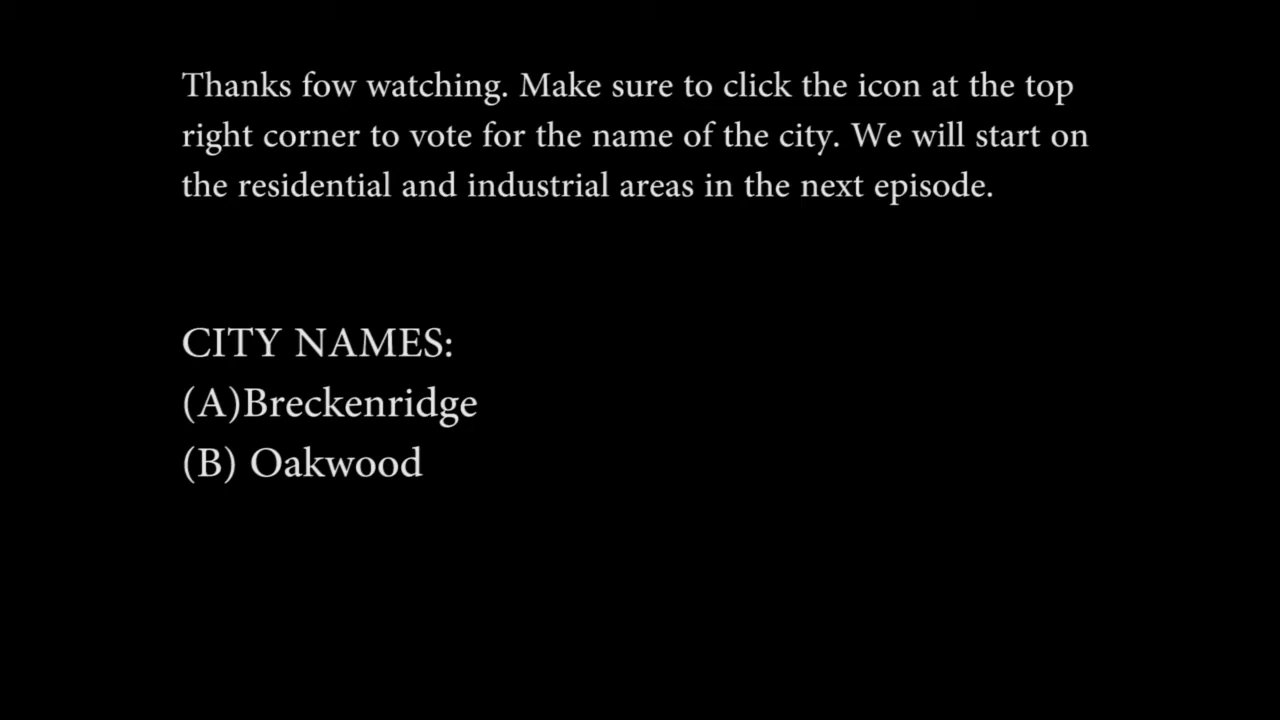 Thanks fow watching. Make sure to click the icon at the top
right corner to vote for the name of the city. We will start on
the residential and industrial areas in the next episode.
CITY NAMES:
(A)Breckenridge
(B) Oakwood